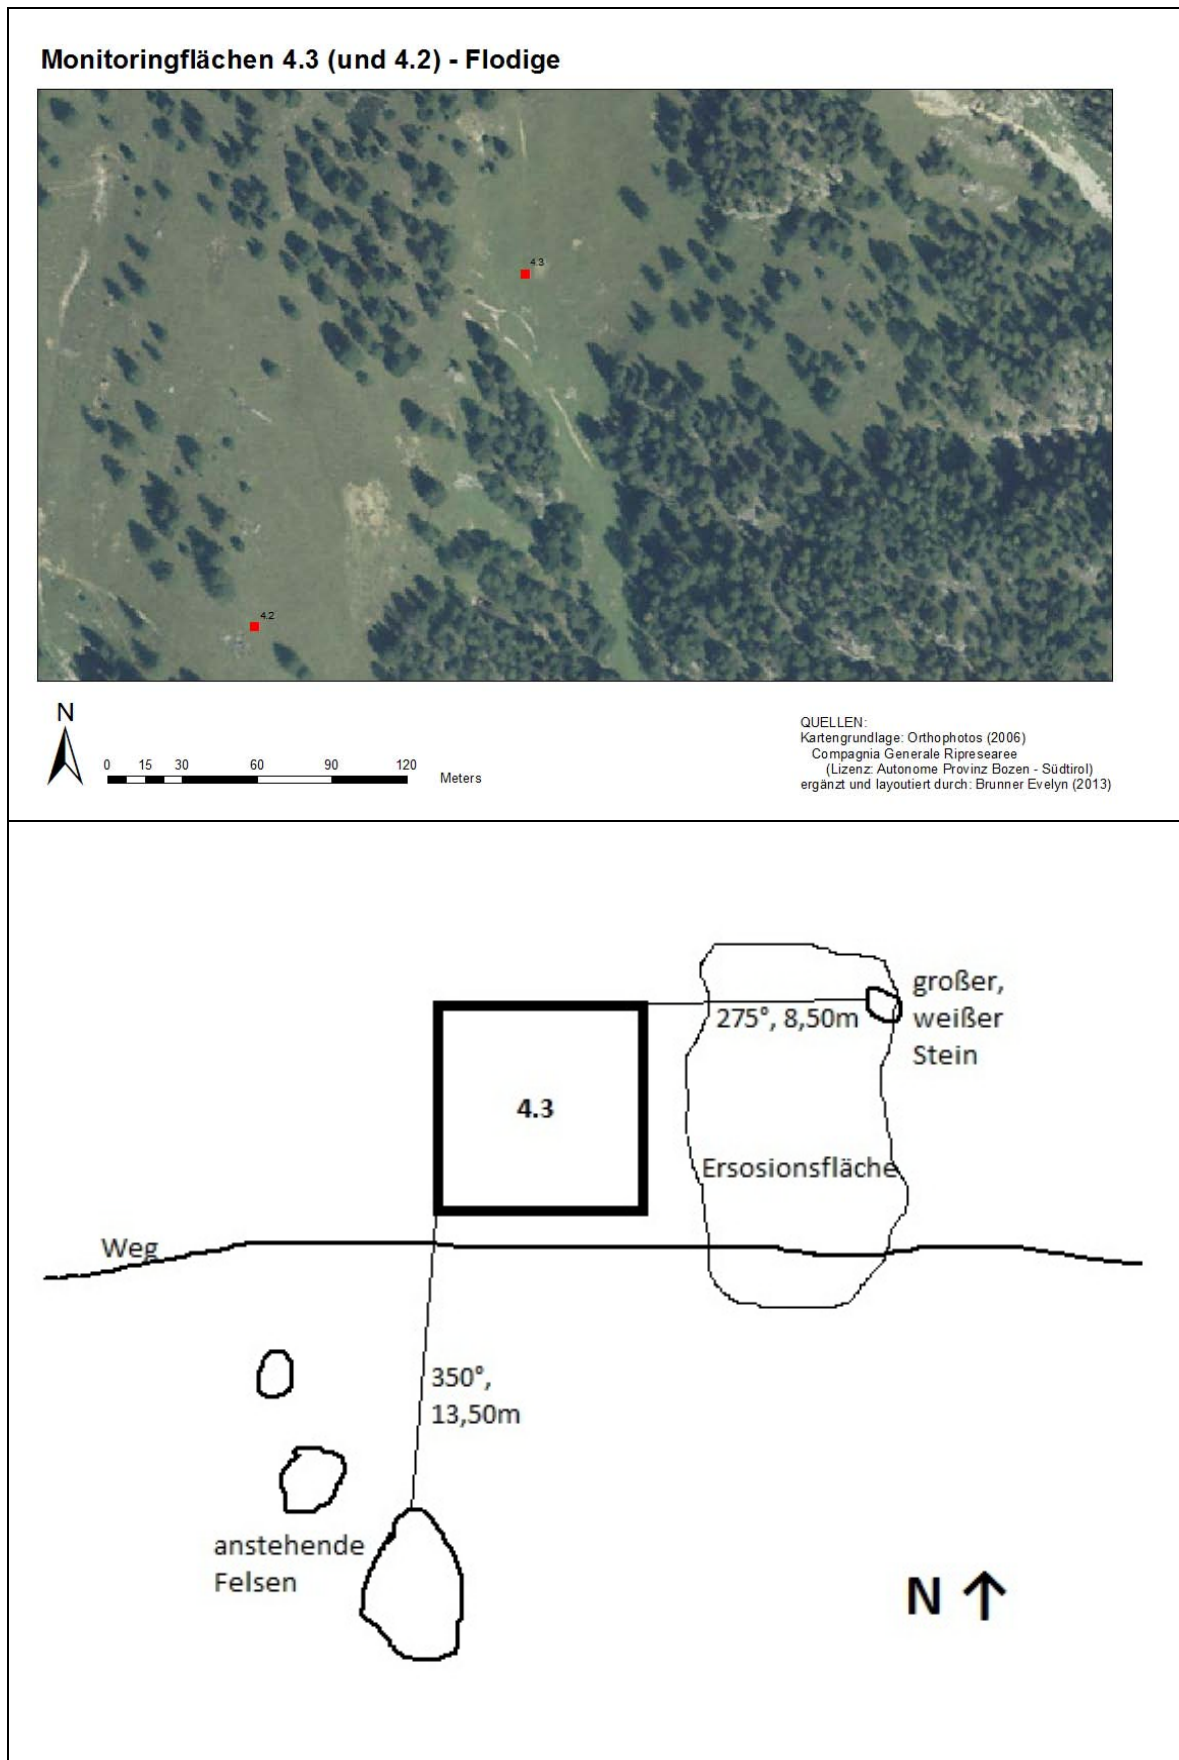 Monitoringflächen 4.3 (und 4.2) - Flodige
4.3
4.2
N
0 15 30 60 90 120
Meters
QUELLEN:
Kartengrundlage: Orthophotos (2006)
Compagnia Generale Ripresearee
(Lizenz: Autonome Provinz Bozen - Südtirol)
ergänzt und layoutiert durch: Brunner Evelyn (2013)
großer,
weißer
Stein
275°, 8,50m
4.3
Ersosionsfläche
Weg
350°,
13,50m
anstehende
Felsen
N